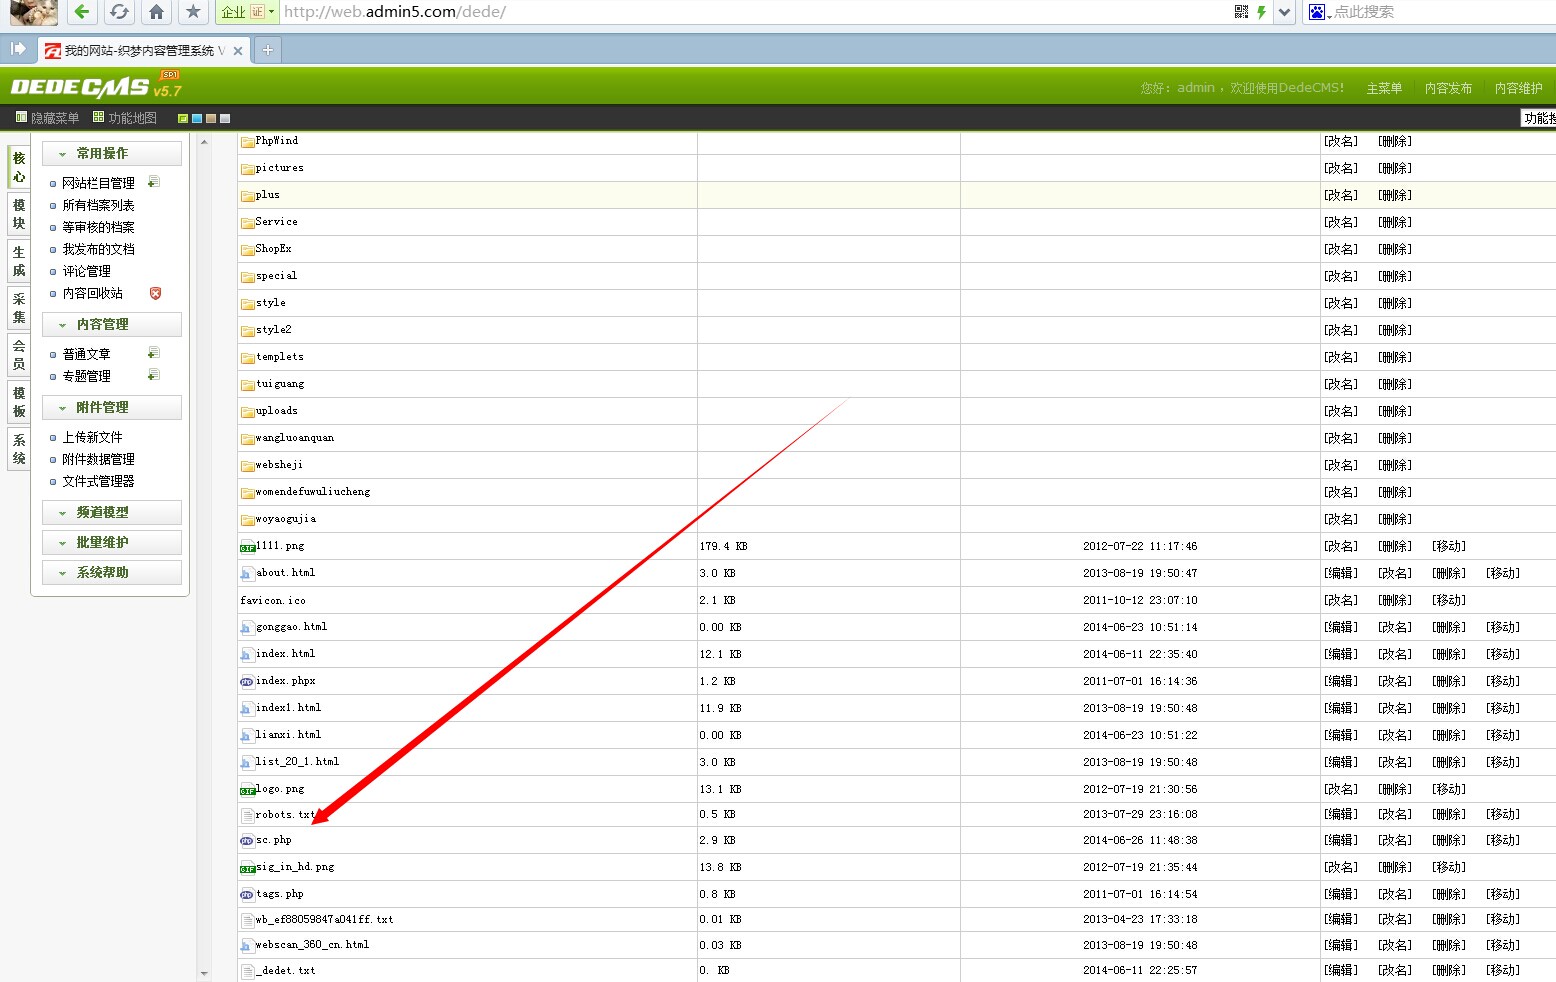 企业 证 http://web.admin5.com/dede/ 点此搜索
我的网站-织梦内容管理系统 V
DEDECMS v5.7 SP1
您好：admin ，欢迎使用DedeCMS! 主菜单 内容发布 内容维护
隐藏菜单 功能地图 功能搜
核心
模块
生成
采集
会员
模板
系统
常用操作
网站栏目管理
所有档案列表
等审核的档案
我发布的文档
评论管理
内容回收站
内容管理
普通文章
专题管理
附件管理
上传新文件
附件数据管理
文件式管理器
频道模型
批量维护
系统帮助
PhpWind [改名] [删除]
pictures [改名] [删除]
plus [改名] [删除]
Service [改名] [删除]
ShopEx [改名] [删除]
special [改名] [删除]
style [改名] [删除]
style2 [改名] [删除]
templets [改名] [删除]
tuiguang [改名] [删除]
uploads [改名] [删除]
wangluoanquan [改名] [删除]
websheji [改名] [删除]
womendefuwuliucheng [改名] [删除]
woyaogujia [改名] [删除]
1111.png 179.4 KB 2012-07-22 11:17:46 [改名] [删除] [移动]
about.html 3.0 KB 2013-08-19 19:50:47 [编辑] [改名] [删除] [移动]
favicon.ico 2.1 KB 2011-10-12 23:07:10 [改名] [删除] [移动]
gonggao.html 0.00 KB 2014-06-23 10:51:14 [编辑] [改名] [删除] [移动]
index.html 12.1 KB 2014-06-11 22:35:40 [编辑] [改名] [删除] [移动]
index.phpx 1.2 KB 2011-07-01 16:14:36 [编辑] [改名] [删除] [移动]
index1.html 11.9 KB 2013-08-19 19:50:48 [编辑] [改名] [删除] [移动]
lianxi.html 0.00 KB 2014-06-23 10:51:22 [编辑] [改名] [删除] [移动]
list_20_1.html 3.0 KB 2013-08-19 19:50:48 [编辑] [改名] [删除] [移动]
logo.png 13.1 KB 2012-07-19 21:30:56 [改名] [删除] [移动]
robots.txt 0.5 KB 2013-07-29 23:16:08 [编辑] [改名] [删除] [移动]
sc.php 2.9 KB 2014-06-26 11:48:38 [编辑] [改名] [删除] [移动]
sig_in_hd.png 13.8 KB 2012-07-19 21:35:44 [改名] [删除] [移动]
tags.php 0.8 KB 2011-07-01 16:14:54 [编辑] [改名] [删除] [移动]
wb_ef88059847a041ff.txt 0.01 KB 2013-04-23 17:33:18 [编辑] [改名] [删除] [移动]
webscan_360_cn.html 0.03 KB 2013-08-19 19:50:48 [编辑] [改名] [删除] [移动]
_dedet.txt 0. KB 2014-06-11 22:25:57 [编辑] [改名] [删除] [移动]